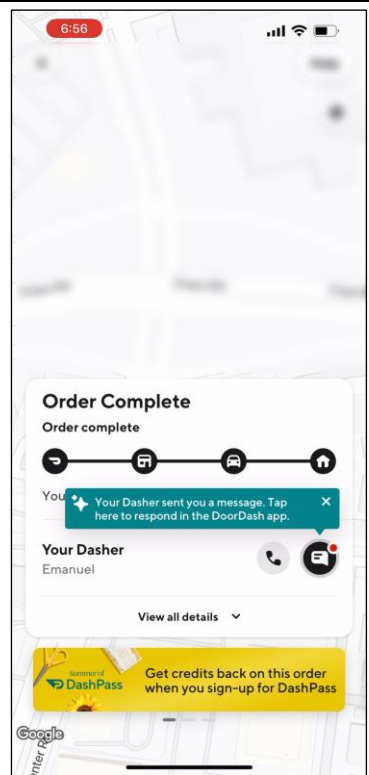 6:56
Order Complete
Order complete
You
Your Dasher sent you a message. Tap
here to respond in the DoorDash app.
Your Dasher
Emanuel
View all details
Summer of
DashPass
Get credits back on this order
when you sign-up for DashPass
Google